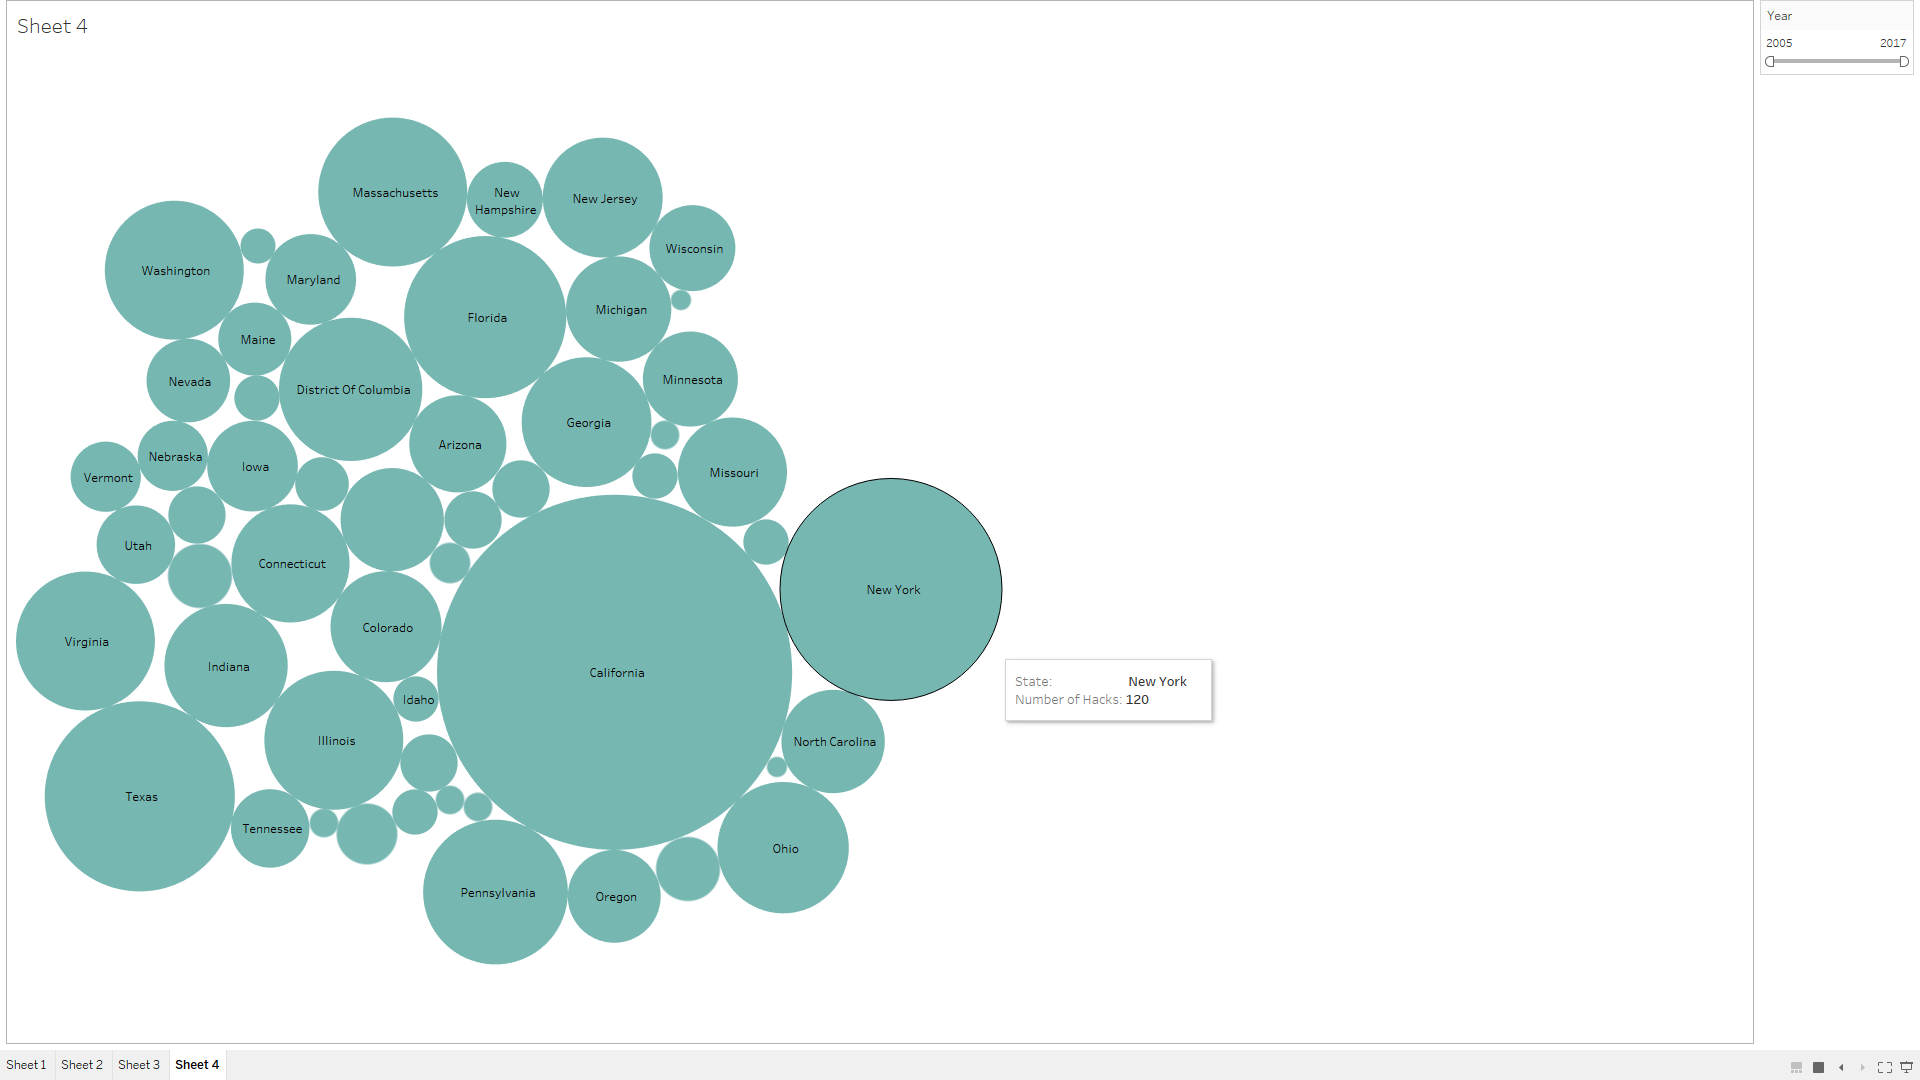 Sheet 4
Year
2005
2017
Massachusetts
New
Hampshire
New Jersey
Wisconsin
Washington
Maryland
Florida
Michigan
Maine
Nevada
District Of Columbia
Minnesota
Georgia
Arizona
Nebraska
Iowa
Missouri
Vermont
Utah
Connecticut
New York
Colorado
Virginia
Indiana
California
State: New York
Number of Hacks: 120
Idaho
Illinois
North Carolina
Texas
Tennessee
Ohio
Pennsylvania
Oregon
Sheet 1
Sheet 2
Sheet 3
Sheet 4